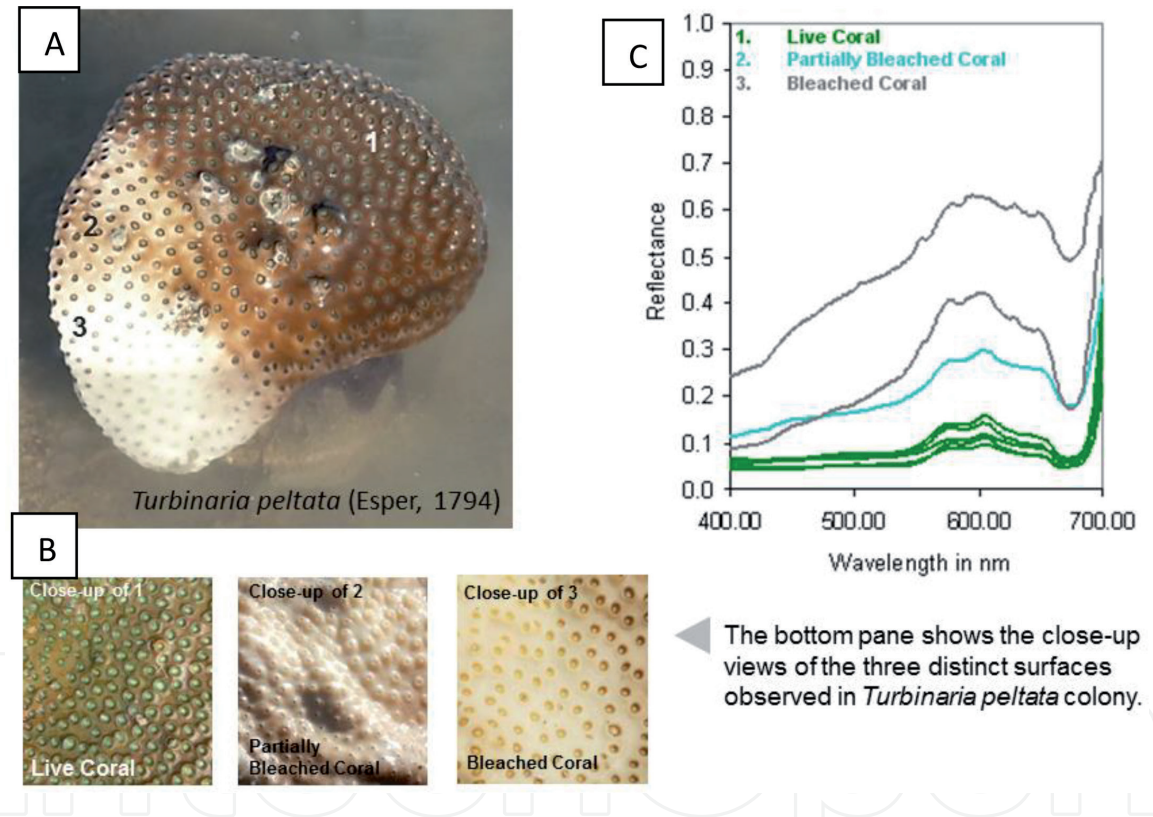 A
1
2
3
Turbinaria peltata (Esper, 1794)
B
Close-up of 1
Live Coral
Close-up of 2
Partially
Bleached Coral
Close-up of 3
Bleached Coral
C
1. Live Coral
2. Partially Bleached Coral
3. Bleached Coral
Reflectance
1.0
0.9
0.8
0.7
0.6
0.5
0.4
0.3
0.2
0.1
0.0
400.00 500.00 600.00 700.00
Wavelength in nm
The bottom pane shows the close-up
views of the three distinct surfaces
observed in Turbinaria peltata colony.